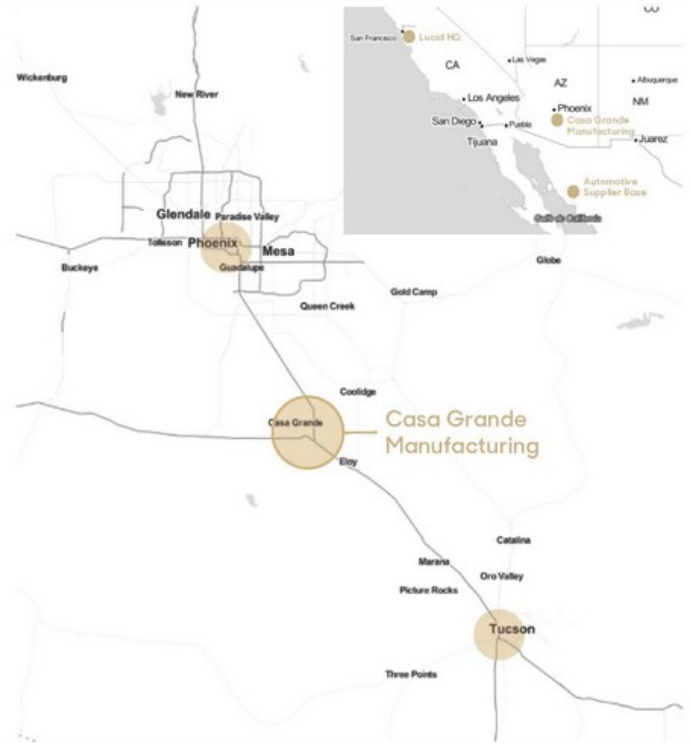 CO
San Francisco
Lucid HQ
Las Vegas
CA
AZ
Albuquerque
Los Angeles
Phoenix
NM
San Diego
Puebla
Casa Grande
Manufacturing
Tijuana
Juarez
Automotive
Supplier Base
Golfo de California
Wickenburg
New River
Glendale
Paradise Valley
Tolleson
Phoenix
Mesa
Buckeye
Guadalupe
Globe
Queen Creek
Gold Camp
Coolidge
Casa Grande
Casa Grande
Manufacturing
Eloy
Catalina
Marana
Oro Valley
Picture Rocks
Tucson
Three Points